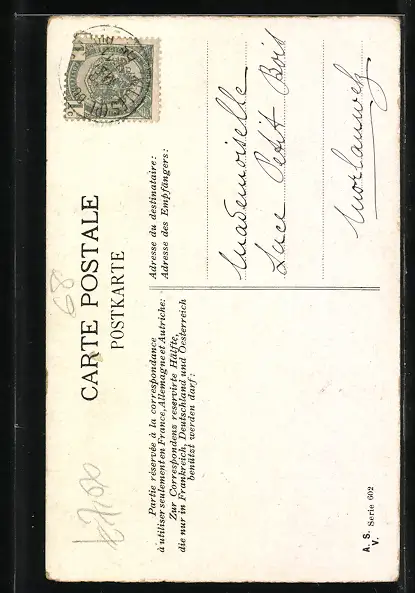 CARTE POSTALE
POSTKARTE
68
Partie réservée à la correspondance
à utiliser seulement en France, Allemagne et Autriche:
Zur Correspondenz reservirte Hälfte,
die nur in Frankreich, Deutschland und Oesterreich
benützt werden darf:
Adresse du destinataire:
Adresse des Empfängers:
Mademoiselle
Luce Petit Bois
Morlanwelz
A. S.
V. Serie 602